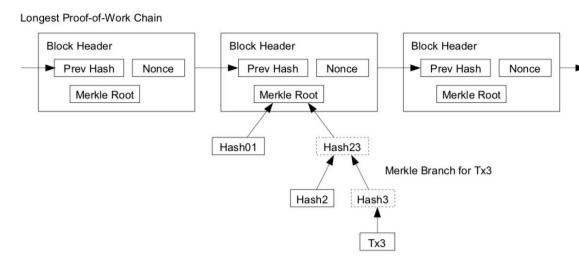 Longest Proof-of-Work Chain
Block Header Block Header Block Header
Prev Hash Nonce Prev Hash Nonce Prev Hash Nonce
Merkle Root Merkle Root Merkle Root
Hash01 Hash23
Merkle Branch for Tx3
Hash2 Hash3
Tx3